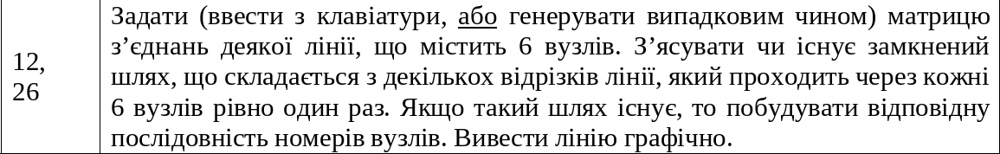 12,
26
Задати (ввести з клавіатури, або генерувати випадковим чином) матрицю
з’єднань деякої лінії, що містить 6 вузлів. З’ясувати чи існує замкнений
шлях, що складається з декількох відрізків лінії, який проходить через кожні
6 вузлів рівно один раз. Якщо такий шлях існує, то побудувати відповідну
послідовність номерів вузлів. Вивести лінію графічно.